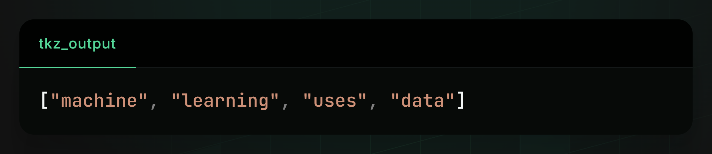 tkz_output
["machine", "learning", "uses", "data"]